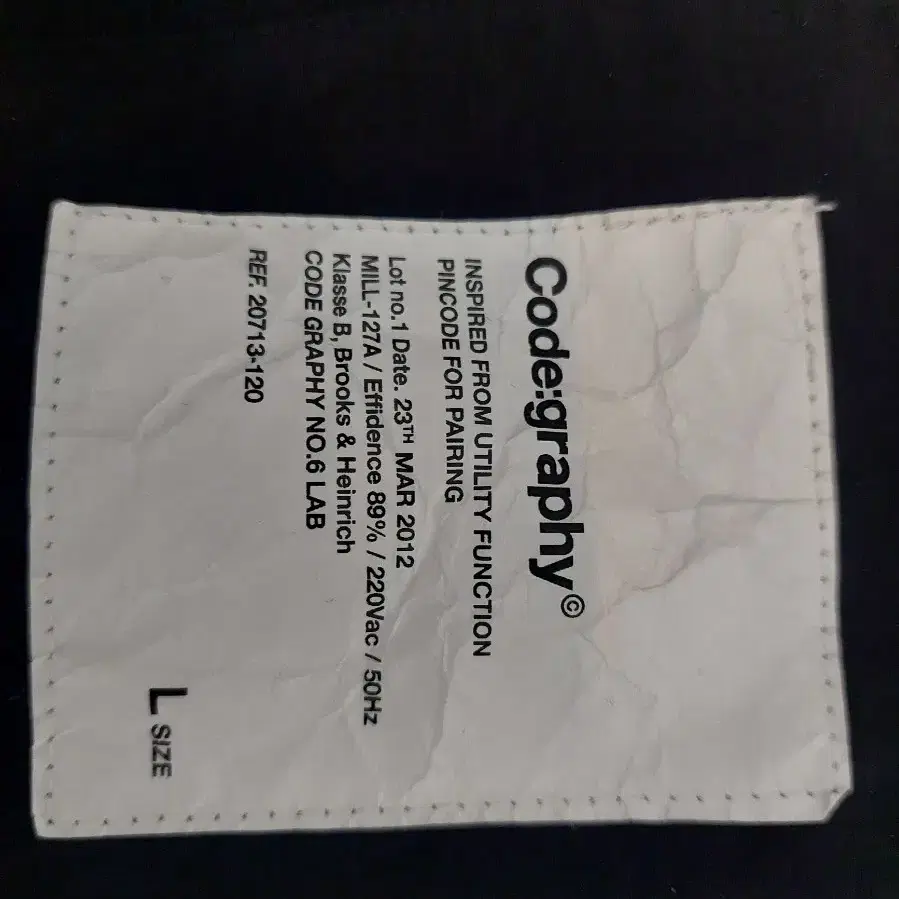 Code:graphy©
INSPIRED FROM UTILITY FUNCTION
PINCODE FOR PAIRING
Lot no.1 Date. 23TH MAR 2012
MILL-127A / Effidence 89% / 220Vac / 50Hz
Klasse B, Brooks & Heinrich
CODE GRAPHY NO.6 LAB
REF. 20713-120
L SIZE